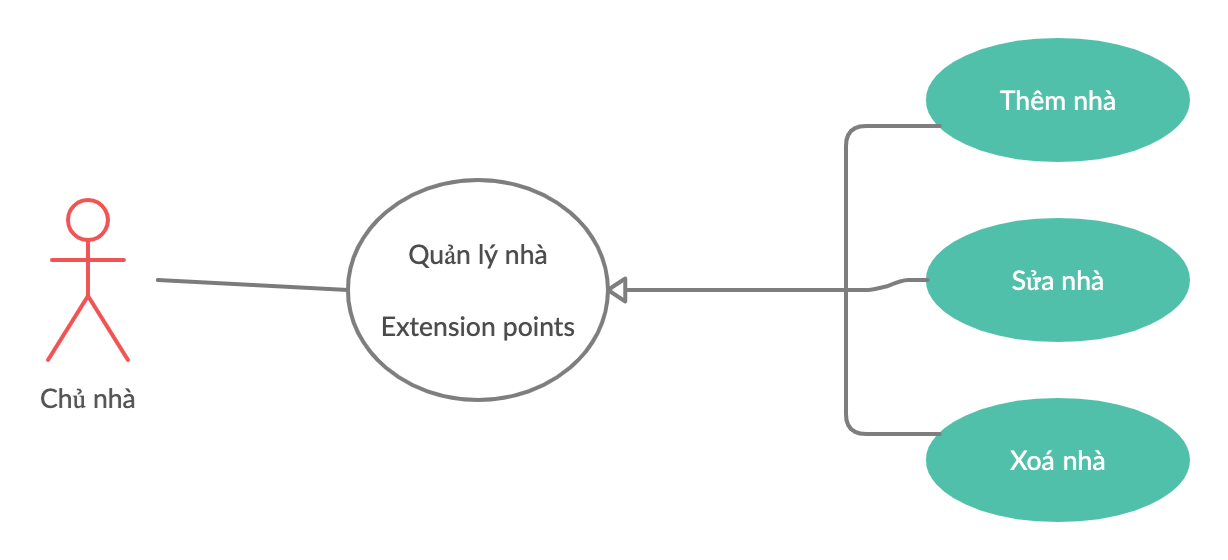 Thêm nhà
Quản lý nhà
Sửa nhà
Extension points
Chủ nhà
Xoá nhà